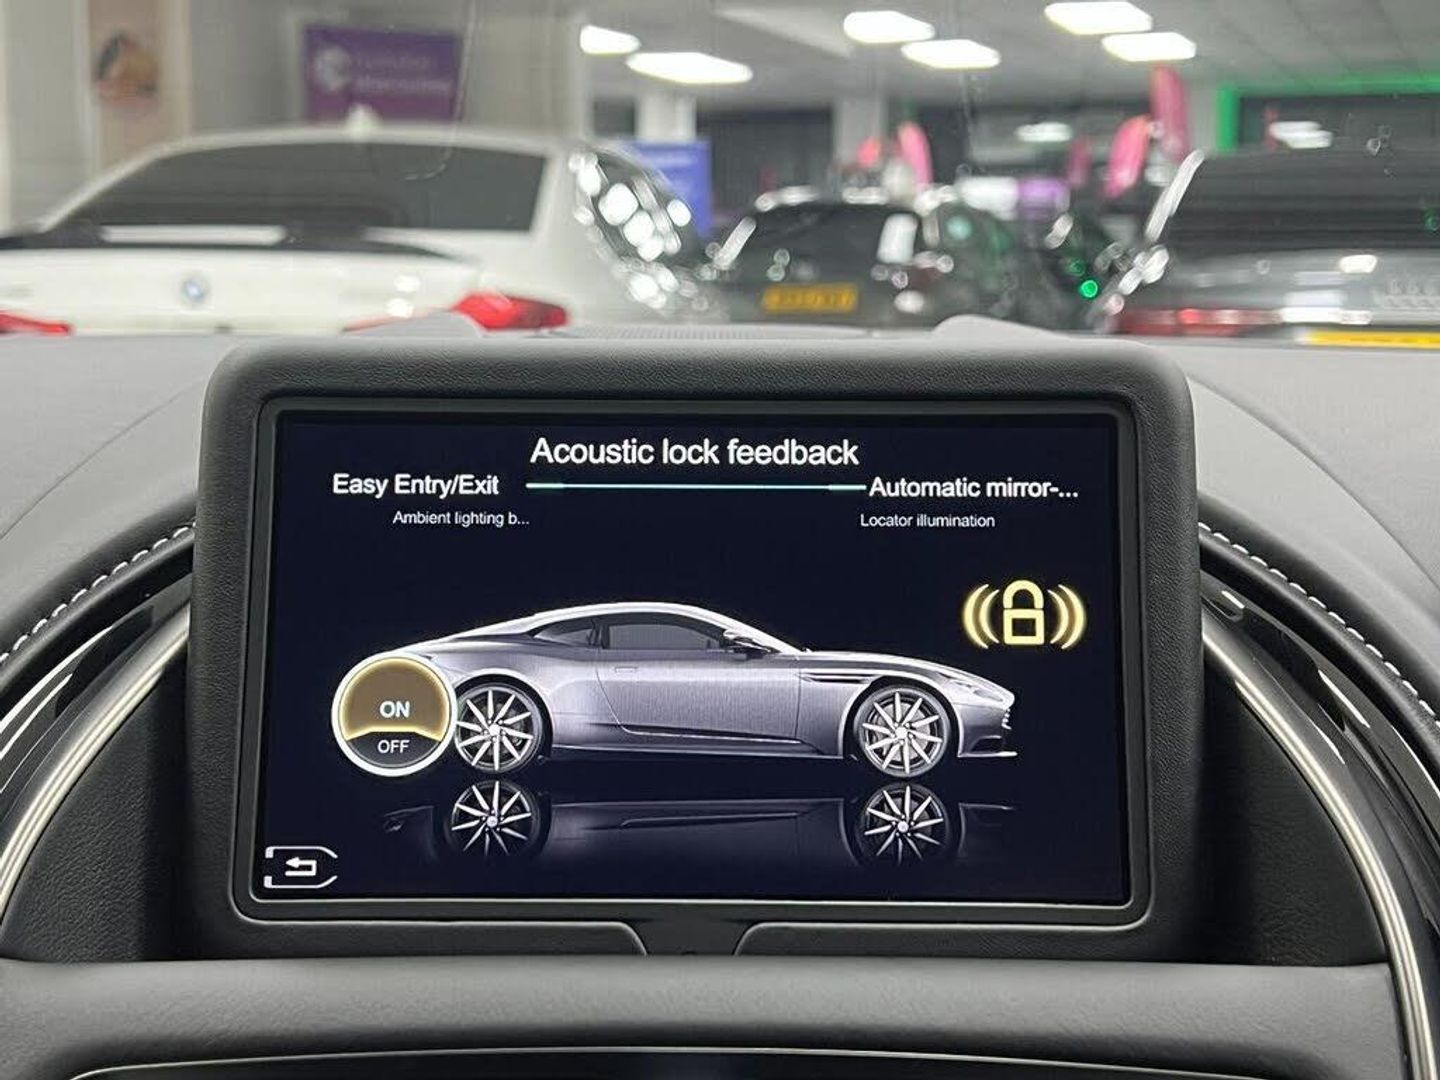 Acoustic lock feedback
Easy Entry/Exit
Automatic mirror-...
Ambient lighting b...
Locator illumination
ON
OFF